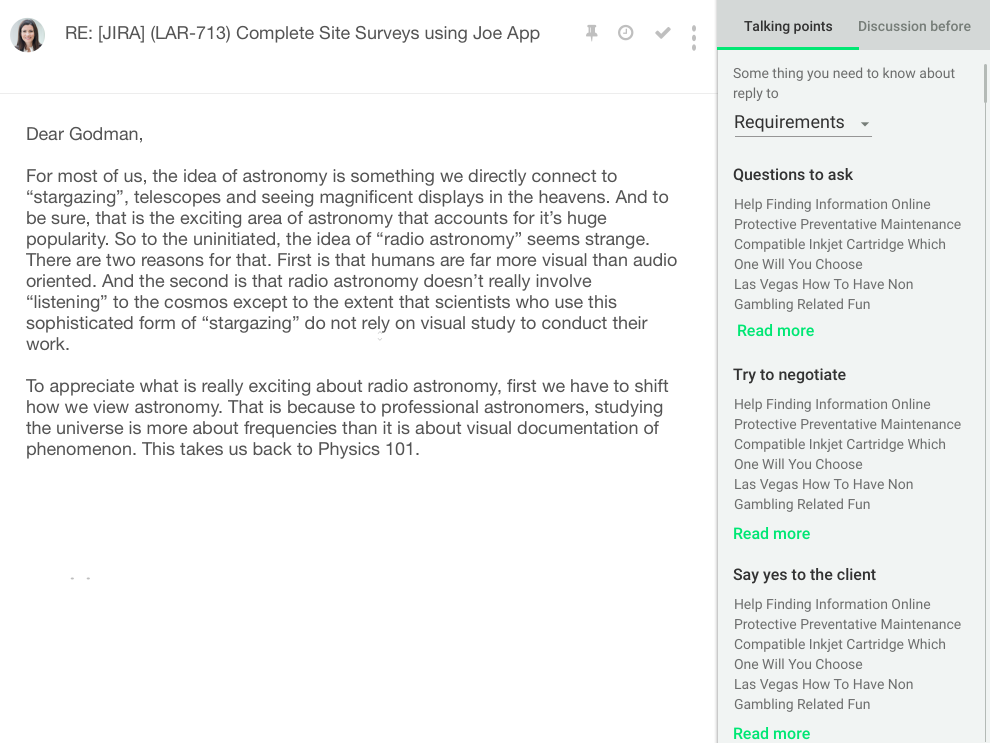 RE: [JIRA] (LAR-713) Complete Site Surveys using Joe App
Dear Godman,
For most of us, the idea of astronomy is something we directly connect to
“stargazing”, telescopes and seeing magnificent displays in the heavens. And to
be sure, that is the exciting area of astronomy that accounts for it’s huge
popularity. So to the uninitiated, the idea of “radio astronomy” seems strange.
There are two reasons for that. First is that humans are far more visual than audio
oriented. And the second is that radio astronomy doesn’t really involve
“listening” to the cosmos except to the extent that scientists who use this
sophisticated form of “stargazing” do not rely on visual study to conduct their
work.
To appreciate what is really exciting about radio astronomy, first we have to shift
how we view astronomy. That is because to professional astronomers, studying
the universe is more about frequencies than it is about visual documentation of
phenomenon. This takes us back to Physics 101.
Talking points
Discussion before
Some thing you need to know about
reply to
Requirements
Questions to ask
Help Finding Information Online
Protective Preventative Maintenance
Compatible Inkjet Cartridge Which
One Will You Choose
Las Vegas How To Have Non
Gambling Related Fun
Read more
Try to negotiate
Help Finding Information Online
Protective Preventative Maintenance
Compatible Inkjet Cartridge Which
One Will You Choose
Las Vegas How To Have Non
Gambling Related Fun
Read more
Say yes to the client
Help Finding Information Online
Protective Preventative Maintenance
Compatible Inkjet Cartridge Which
One Will You Choose
Las Vegas How To Have Non
Gambling Related Fun
Read more